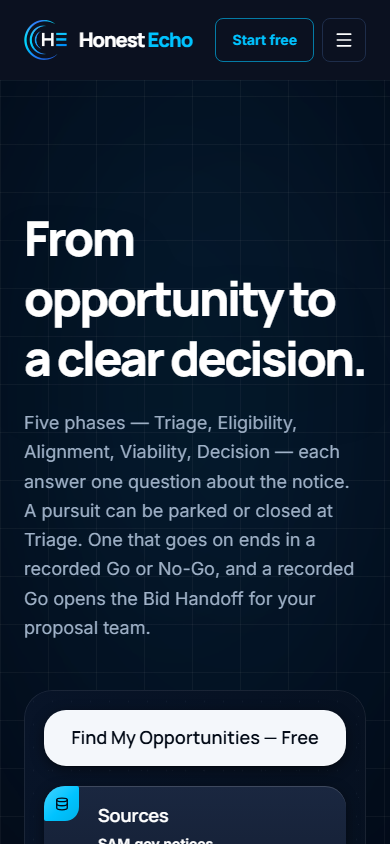 HE Honest Echo
Start free
From
opportunity to
a clear decision.
Five phases — Triage, Eligibility,
Alignment, Viability, Decision — each
answer one question about the notice.
A pursuit can be parked or closed at
Triage. One that goes on ends in a
recorded Go or No-Go, and a recorded
Go opens the Bid Handoff for your
proposal team.
Find My Opportunities — Free
Sources
SAM.gov notices